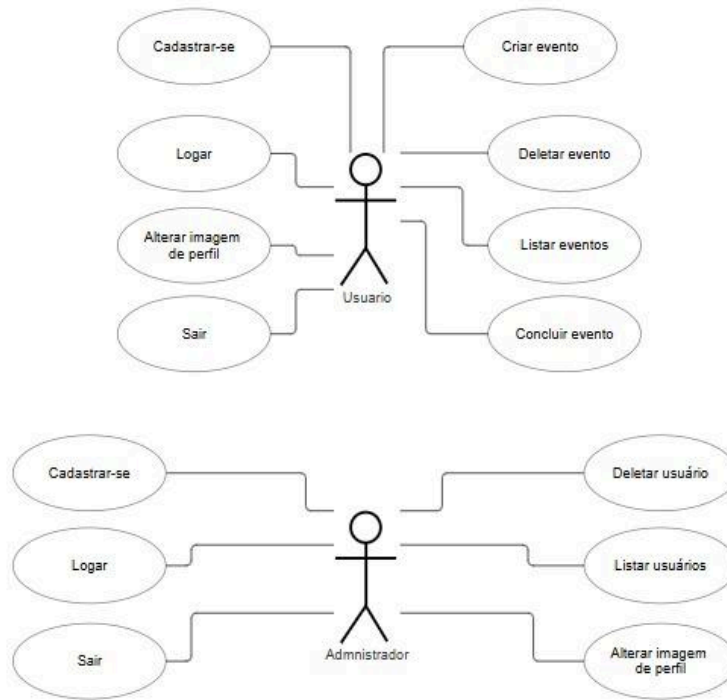 Cadastrar-se
Criar evento
Logar
Deletar evento
Alterar imagem
de perfil
Listar eventos
Usuario
Sair
Concluir evento
Cadastrar-se
Deletar usuário
Logar
Listar usuários
Admnistrador
Sair
Alterar imagem
de perfil